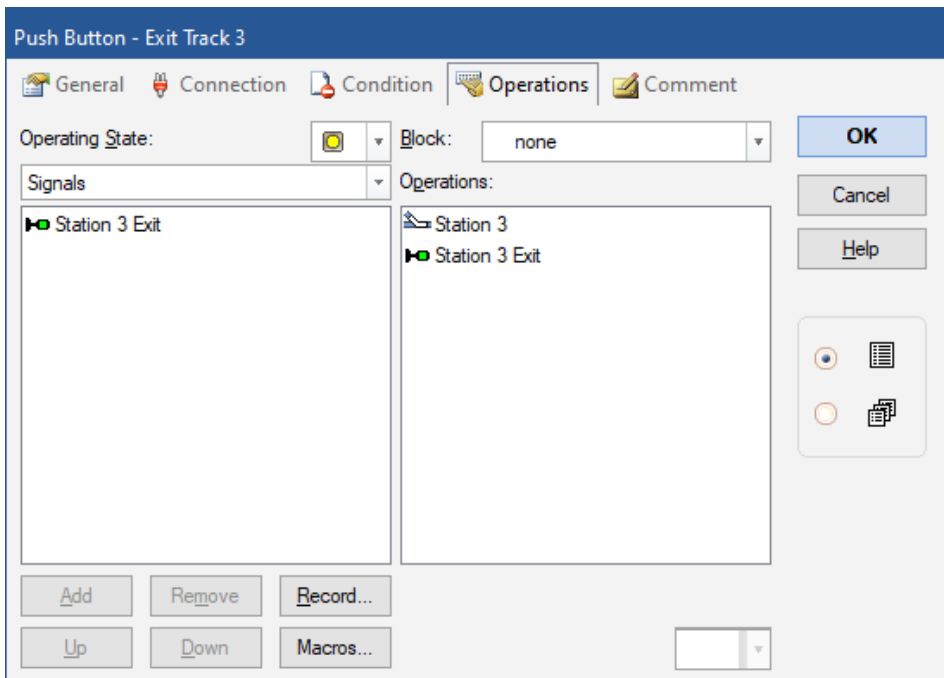 Push Button - Exit Track 3
General Connection Condition Operations Comment
Operating State: Block: none OK
Signals Operations: Cancel
Station 3 Exit Station 3
Station 3 Exit Help
Add Remove Record...
Up Down Macros...